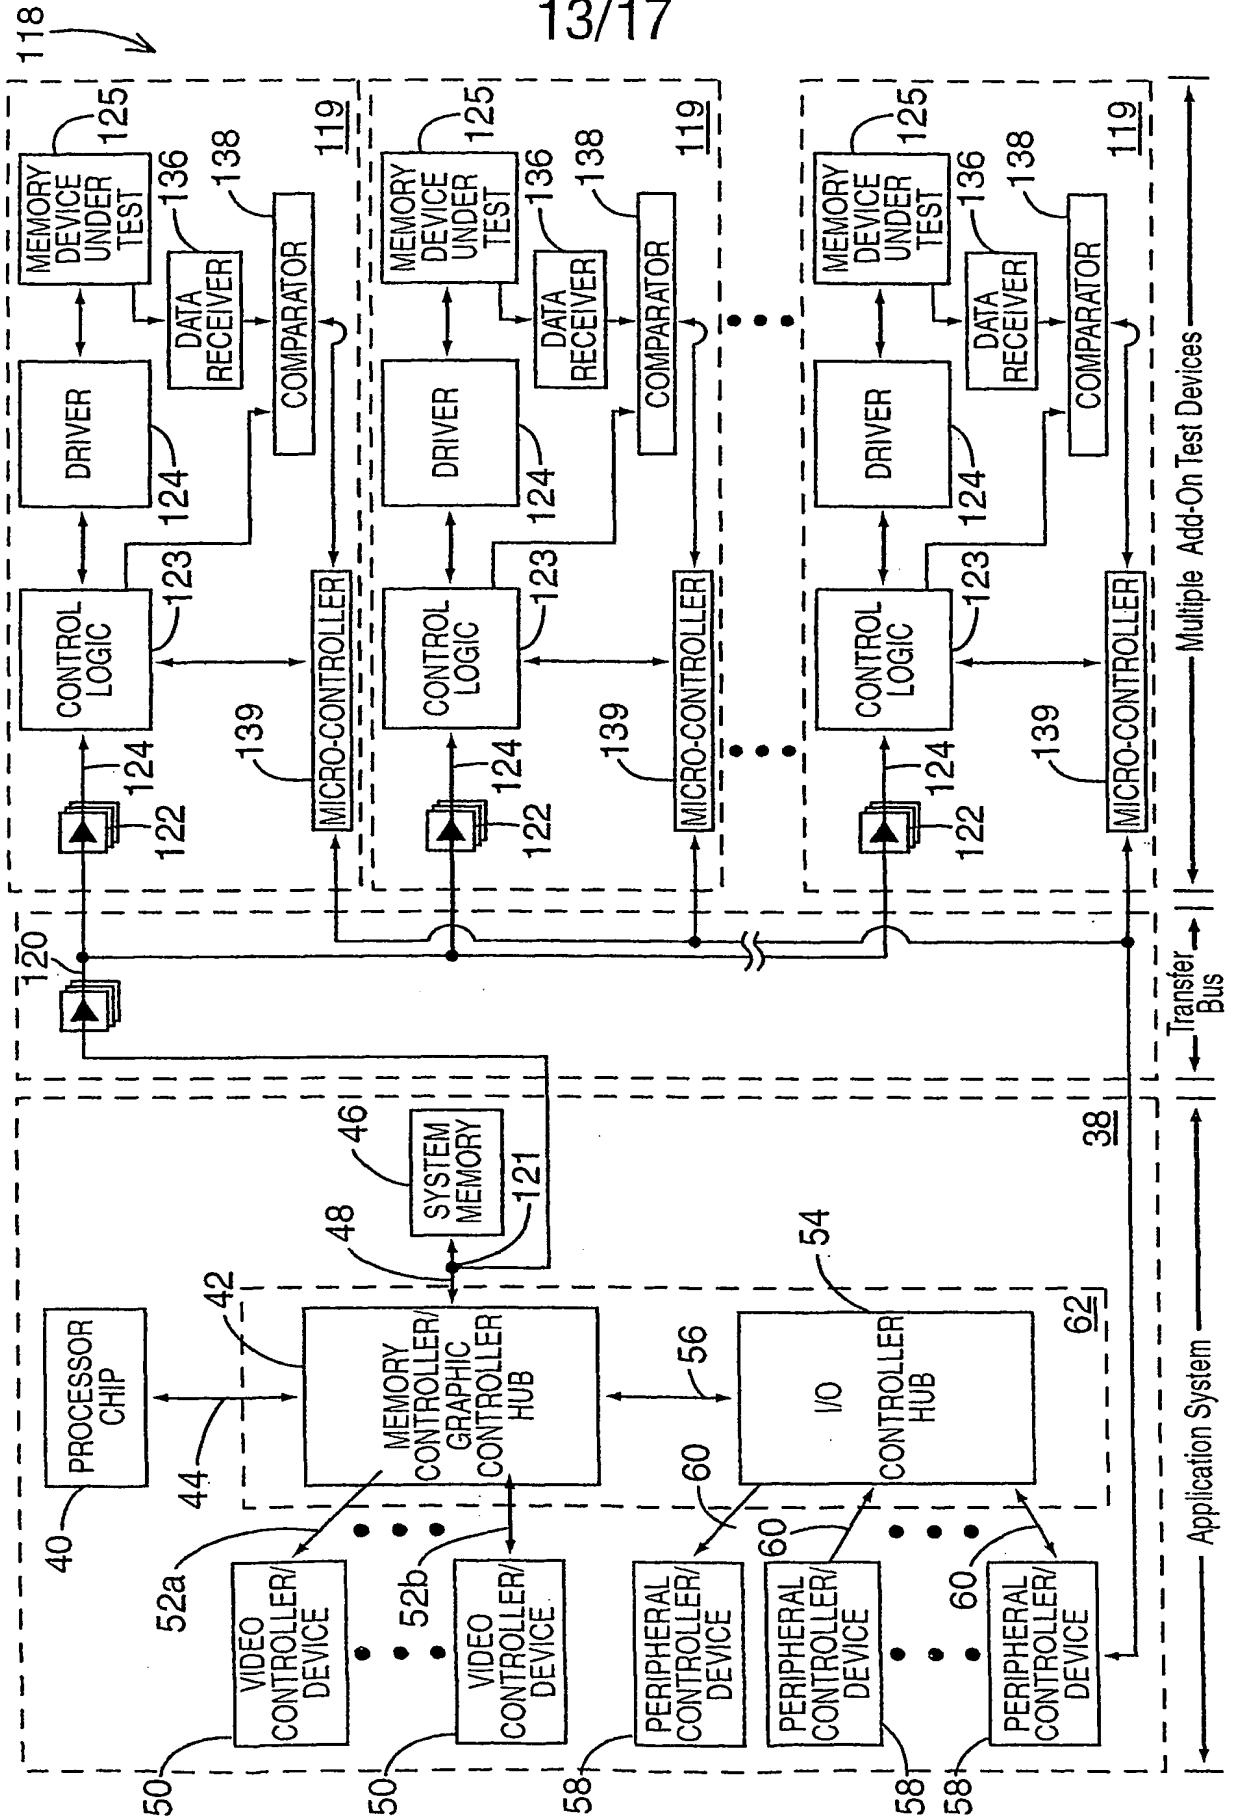 13/17
118
MEMORY
DEVICE
UNDER
TEST
125
DRIVER
124
DATA
RECEIVER
136
COMPARATOR
138
CONTROL
LOGIC
123
124
122
MICRO-CONTROLLER
139
119
MEMORY
DEVICE
UNDER
TEST
125
DRIVER
124
DATA
RECEIVER
136
COMPARATOR
138
CONTROL
LOGIC
123
124
122
MICRO-CONTROLLER
139
119
MEMORY
DEVICE
UNDER
TEST
125
DRIVER
124
DATA
RECEIVER
136
COMPARATOR
138
CONTROL
LOGIC
123
124
122
MICRO-CONTROLLER
139
119
Multiple Add-On Test Devices
120
Transfer
Bus
PROCESSOR
CHIP
40
44
42
MEMORY
CONTROLLER/
GRAPHIC
CONTROLLER
HUB
48
SYSTEM
MEMORY
46
121
56
I/O
CONTROLLER
HUB
54
62
38
52a
52b
VIDEO
CONTROLLER/
DEVICE
50
VIDEO
CONTROLLER/
DEVICE
50
60
60
60
PERIPHERAL
CONTROLLER/
DEVICE
58
PERIPHERAL
CONTROLLER/
DEVICE
58
PERIPHERAL
CONTROLLER/
DEVICE
58
Application System